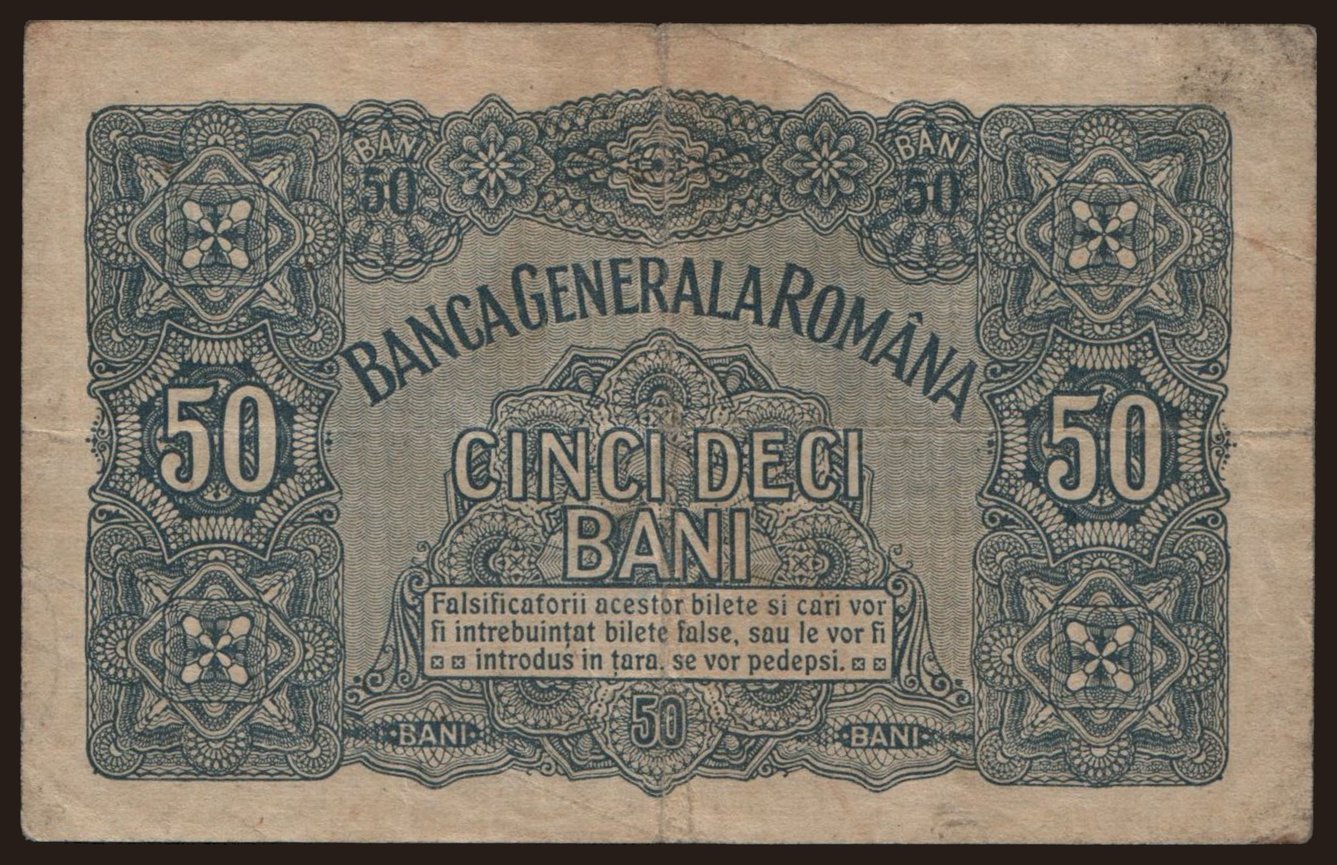 BANI BANI
50 50
BANCA GENERALA ROMÂNA
50 50
CINCI DECI
BANI
Falsificatorii acestor bilete si cari vor
fi intrebuințat bilete false, sau le vor fi
introdus in țara. se vor pedepsi.
50
BANI BANI